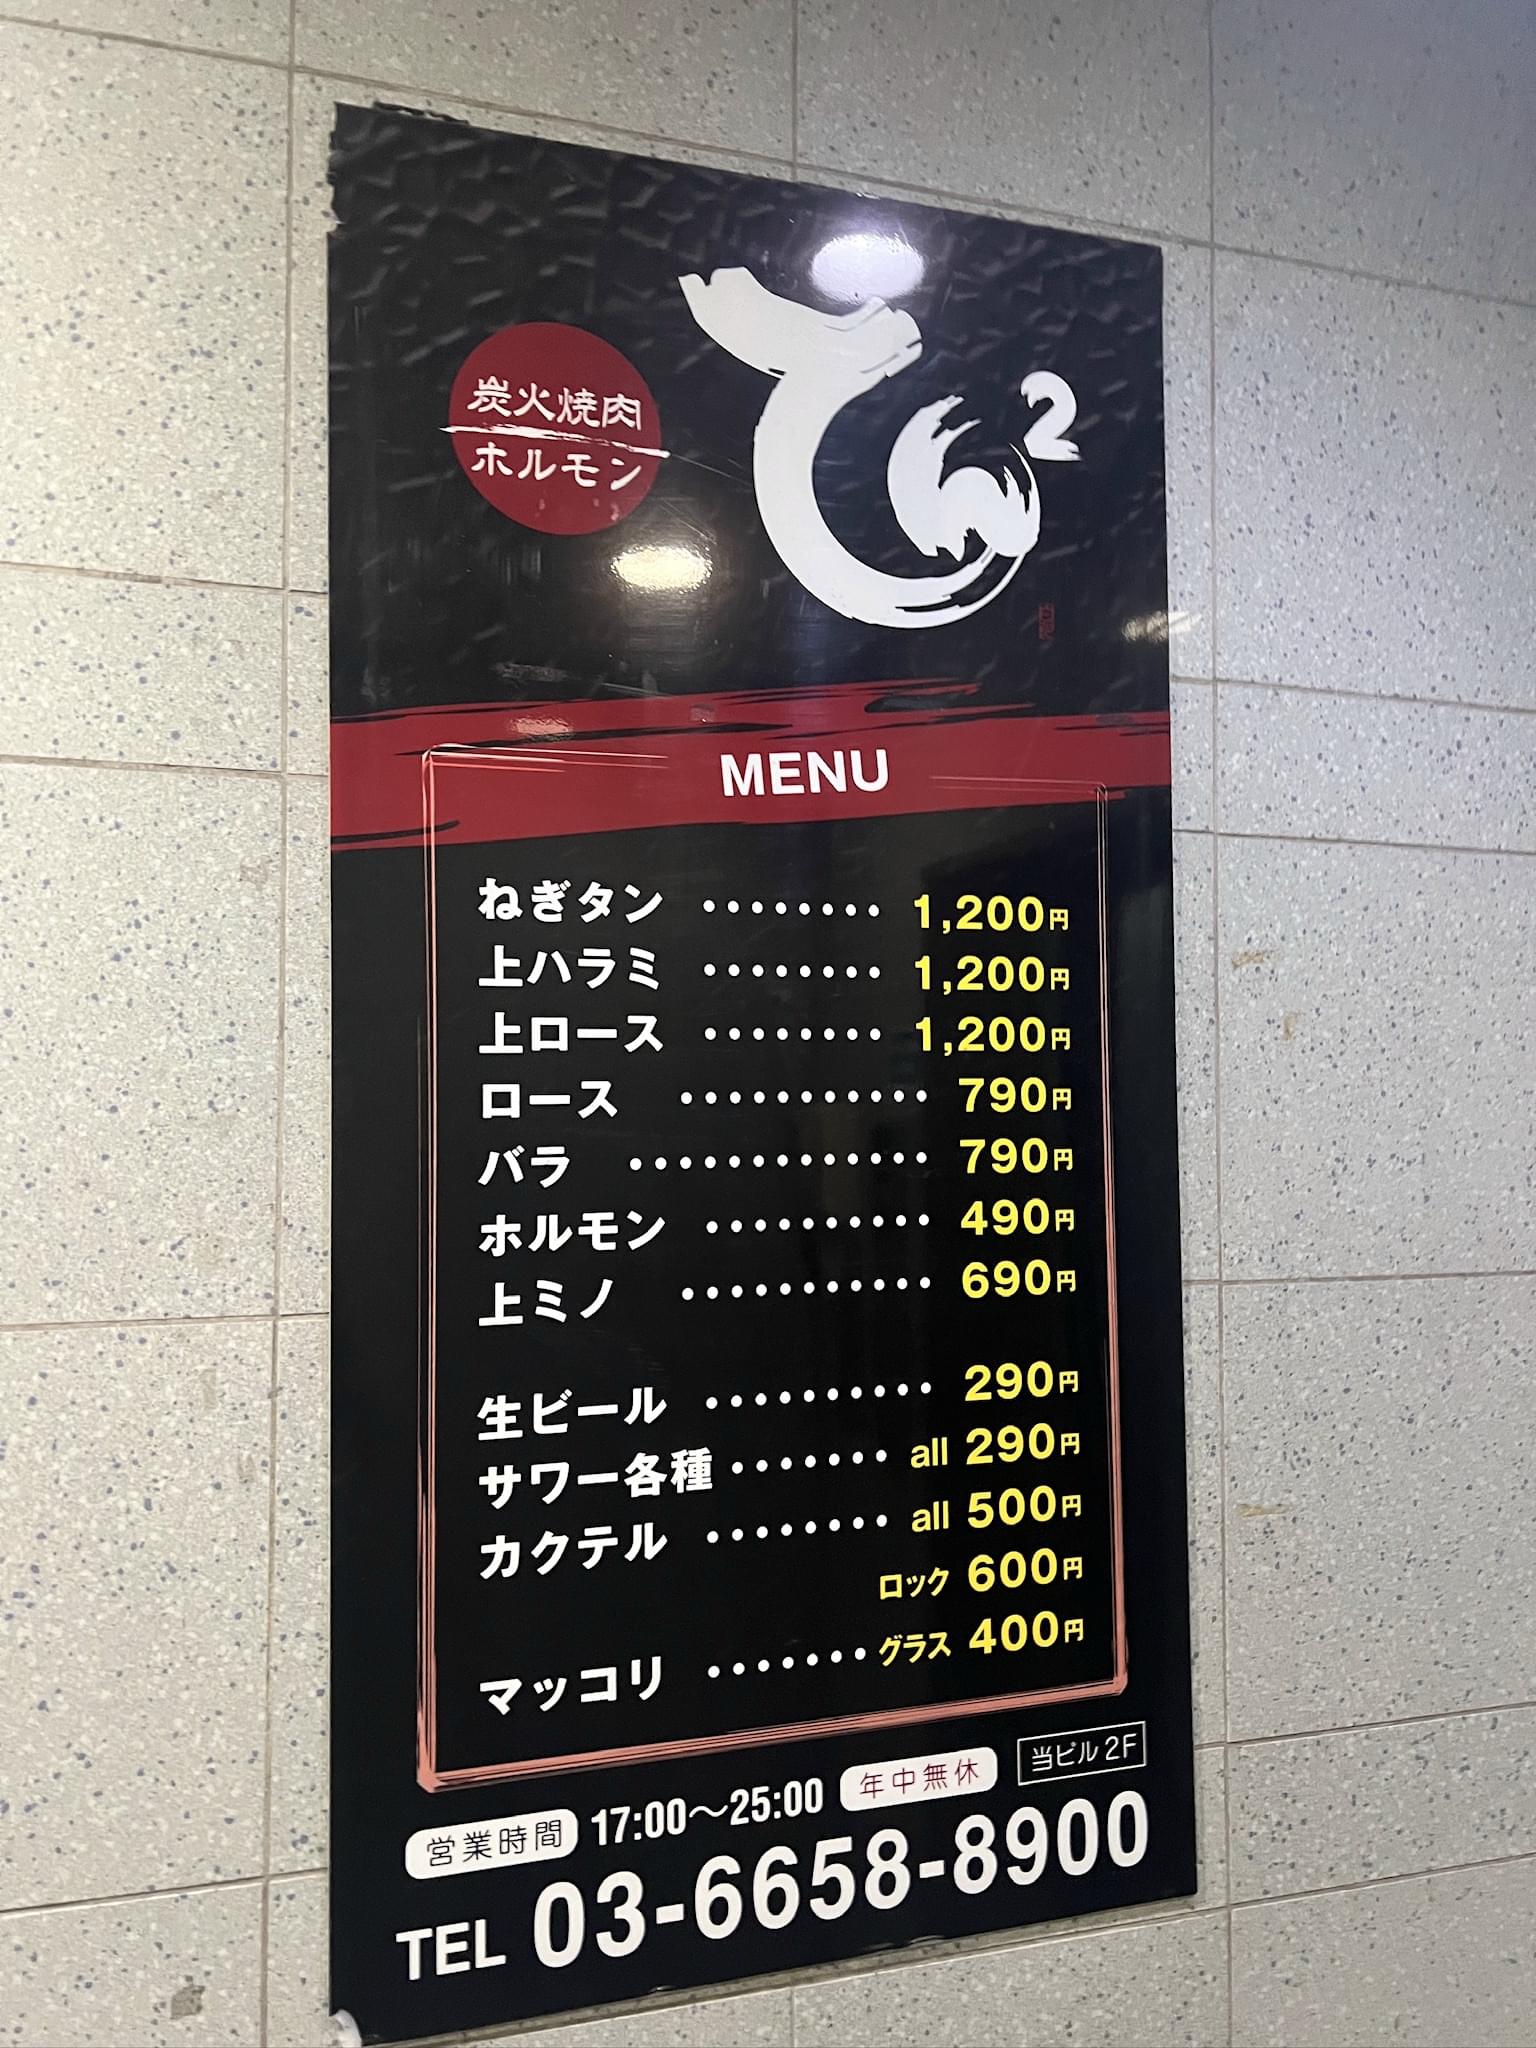 炭火焼肉
ホルモン
てん²
MENU
ねぎタン ‥‥‥‥ 1,200円
上ハラミ ‥‥‥‥ 1,200円
上ロース ‥‥‥‥ 1,200円
ロース ‥‥‥‥‥‥ 790円
バラ ‥‥‥‥‥‥ 790円
ホルモン ‥‥‥‥‥ 490円
上ミノ ‥‥‥‥‥‥ 690円
生ビール ‥‥‥‥‥ 290円
サワー各種 ‥‥‥‥ all 290円
カクテル ‥‥‥‥ all 500円
ロック 600円
マッコリ ‥‥‥‥ グラス 400円
営業時間 17:00〜25:00 年中無休 当ビル2F
TEL 03-6658-8900